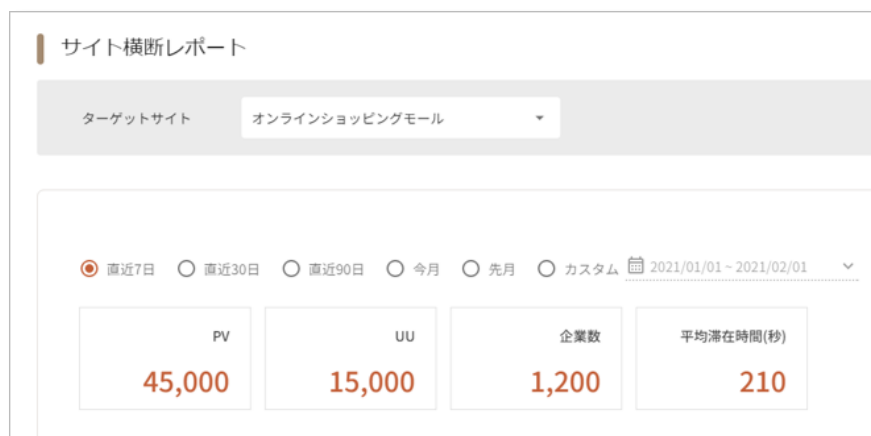 サイト横断レポート
ターゲットサイト オンラインショッピングモール
直近7日 直近30日 直近90日 今月 先月 カスタム 2021/01/01 ~ 2021/02/01
PV UU 企業数 平均滞在時間(秒)
45,000 15,000 1,200 210